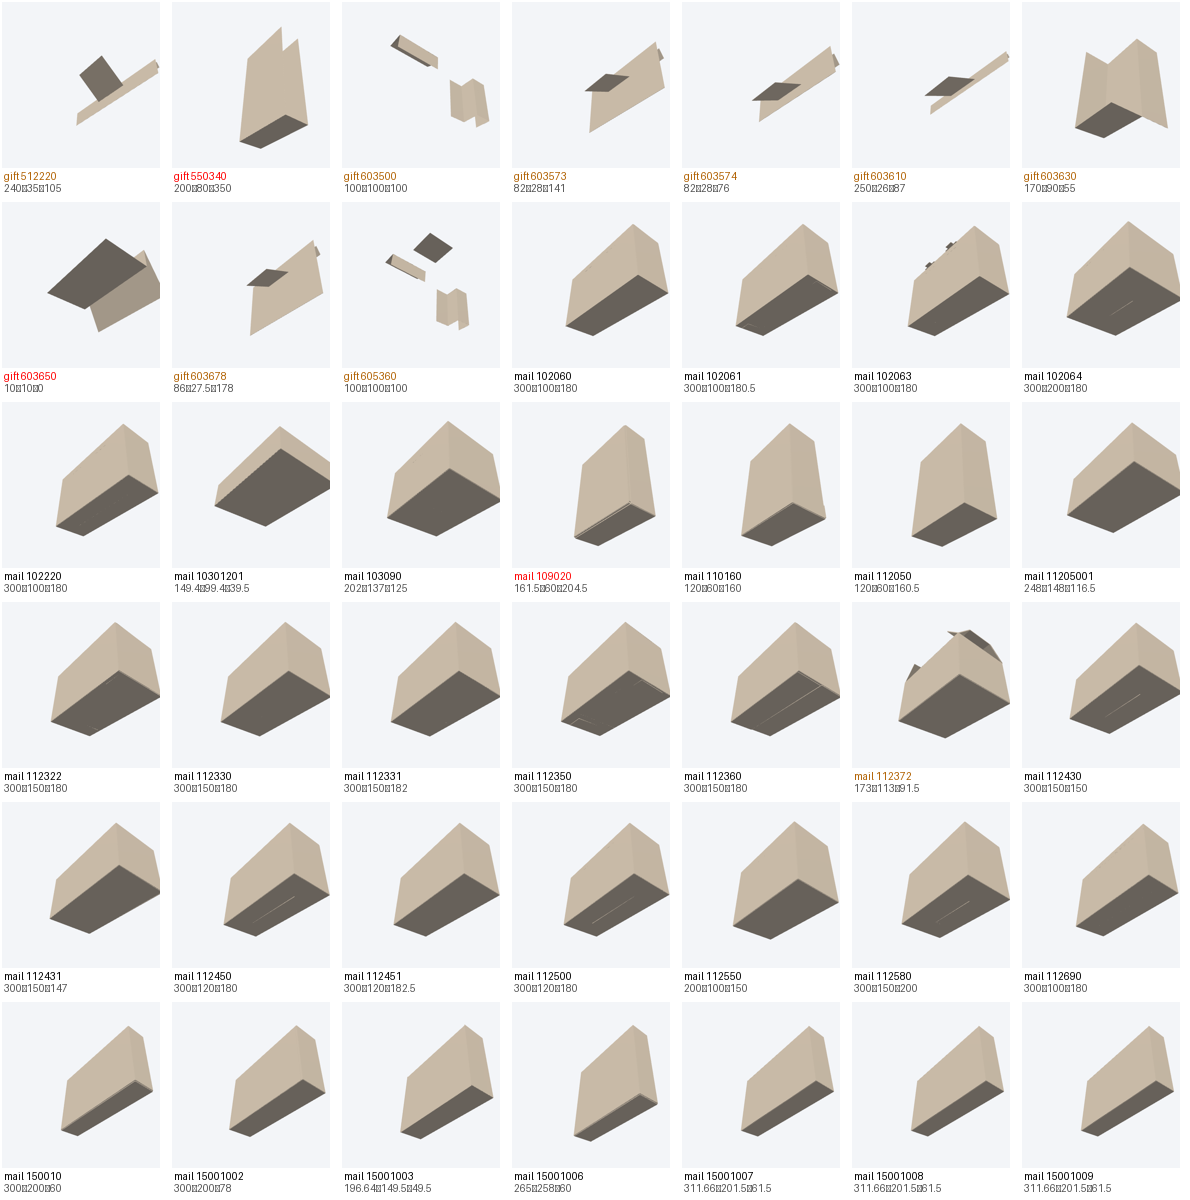 gift 512220
240□35□105
gift 550340
200□80□350
gift 603500
100□100□100
gift 603573
82□28□141
gift 603574
82□28□76
gift 603610
250□26□87
gift 603630
170□90□55
gift 603650
10□10□0
gift 603678
86□27.5□178
gift 605360
100□100□100
mail 102060
300□100□180
mail 102061
300□100□180.5
mail 102063
300□100□180
mail 102064
300□200□180
mail 102220
300□100□180
mail 10301201
149.4□99.4□39.5
mail 103090
202□137□125
mail 109020
161.5□60□204.5
mail 110160
120□60□160
mail 112050
120□60□160.5
mail 11205001
248□148□116.5
mail 112322
300□150□180
mail 112330
300□150□180
mail 112331
300□150□182
mail 112350
300□150□180
mail 112360
300□150□180
mail 112372
173□113□91.5
mail 112430
300□150□150
mail 112431
300□150□147
mail 112450
300□120□180
mail 112451
300□120□182.5
mail 112500
300□120□180
mail 112550
200□100□150
mail 112580
300□150□200
mail 112690
300□100□180
mail 150010
300□200□60
mail 15001002
300□200□78
mail 15001003
196.64□149.5□49.5
mail 15001006
265□258□60
mail 15001007
311.66□201.5□61.5
mail 15001008
311.66□201.5□61.5
mail 15001009
311.66□201.5□61.5